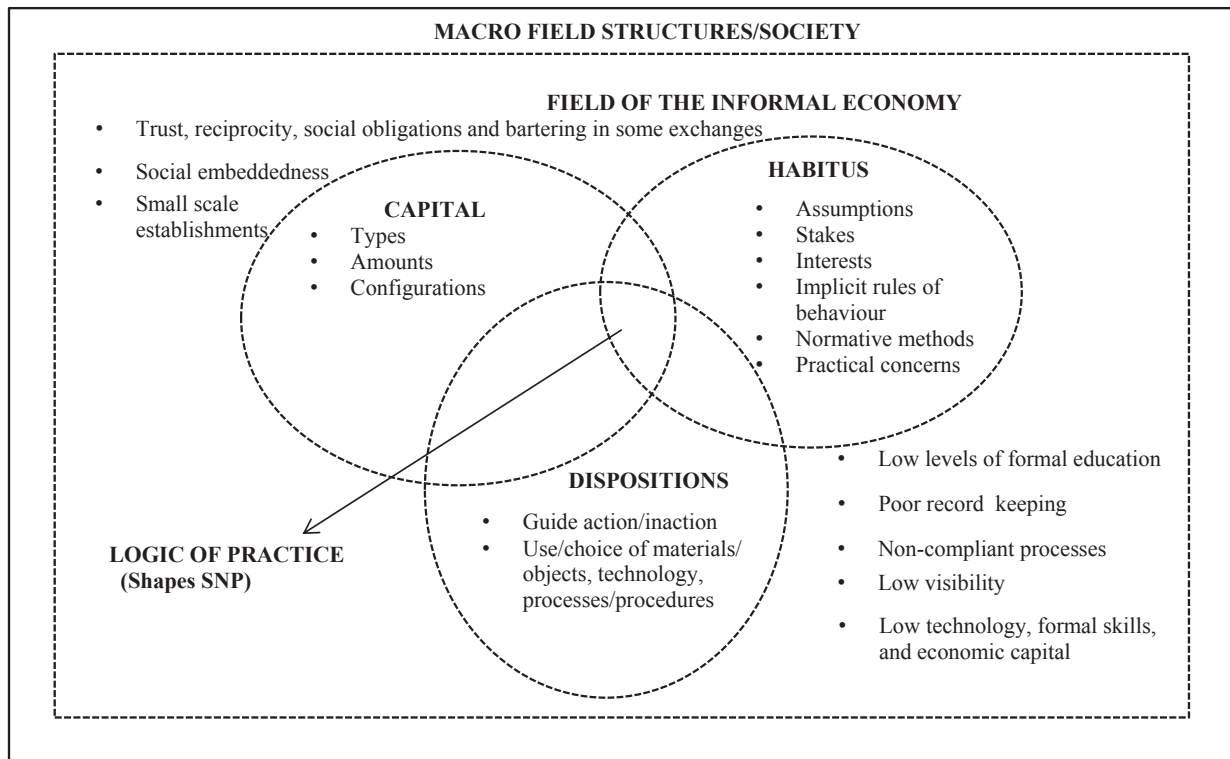 MACRO FIELD STRUCTURES/SOCIETY
FIELD OF THE INFORMAL ECONOMY
• Trust, reciprocity, social obligations and bartering in some exchanges
• Social embeddedness
• Small scale
establishments
CAPITAL
• Types
• Amounts
• Configurations
HABITUS
• Assumptions
• Stakes
• Interests
• Implicit rules of
behaviour
• Normative methods
• Practical concerns
DISPOSITIONS
• Guide action/inaction
• Use/choice of materials/
objects, technology,
processes/procedures
LOGIC OF PRACTICE
(Shapes SNP)
• Low levels of formal education
• Poor record keeping
• Non-compliant processes
• Low visibility
• Low technology, formal skills,
and economic capital